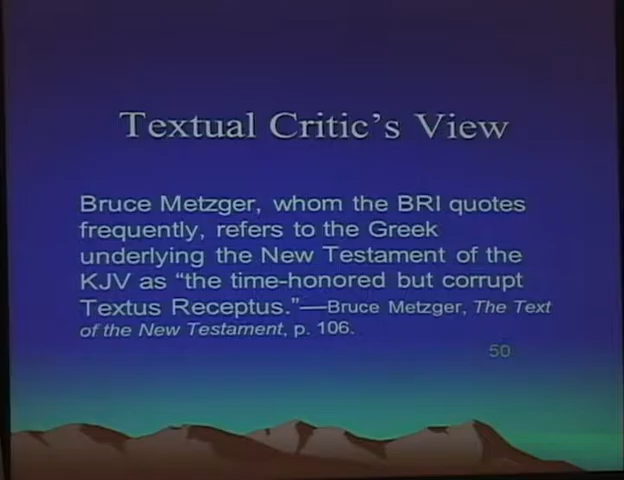 Textual Critic's View
Bruce Metzger, whom the BRI quotes
frequently, refers to the Greek
underlying the New Testament of the
KJV as “the time-honored but corrupt
Textus Receptus.”—Bruce Metzger, The Text
of the New Testament, p. 106.
50